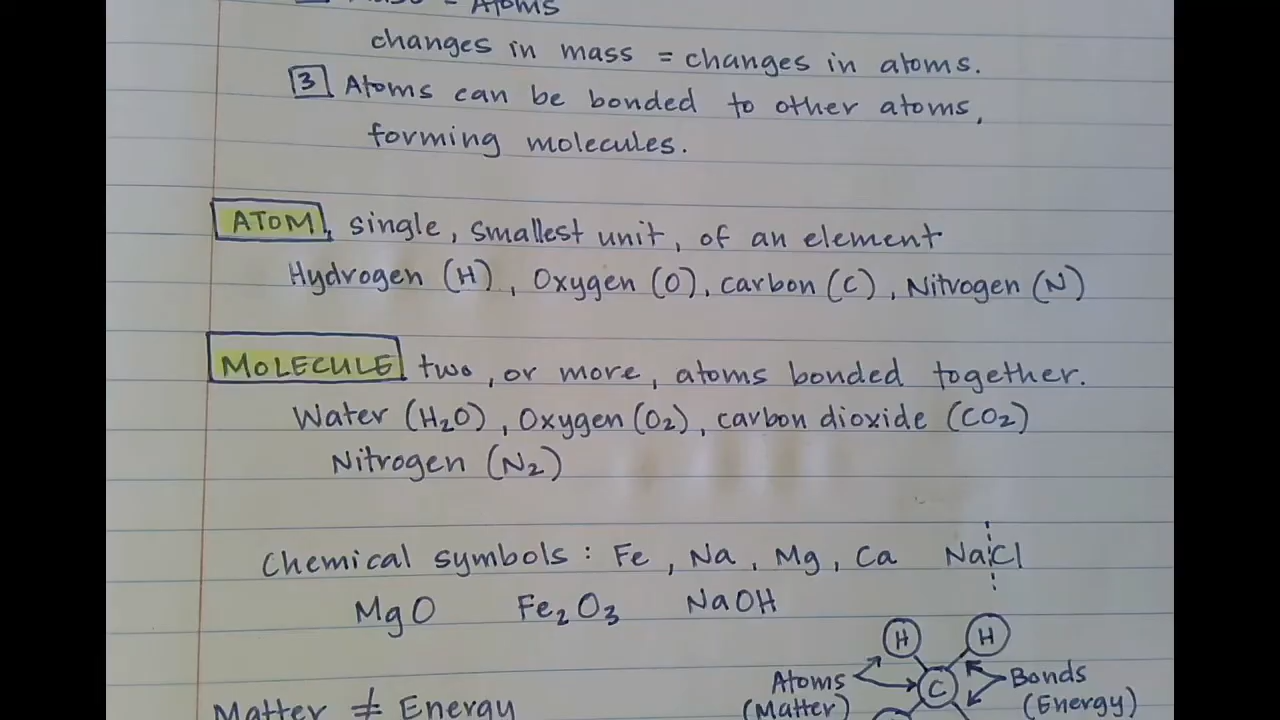 Mass = Atoms
changes in mass = changes in atoms.
3 Atoms can be bonded to other atoms,
forming molecules.
ATOM, single, smallest unit, of an element
Hydrogen (H), Oxygen (O), carbon (C), Nitrogen (N)
MOLECULE, two, or more, atoms bonded together.
Water (H₂O), Oxygen (O₂), carbon dioxide (CO₂)
Nitrogen (N₂)
Chemical symbols: Fe, Na, Mg, Ca NaCl
MgO Fe₂O₃ NaOH
H H
Atoms C Bonds
(Matter) (Energy)
Matter ≠ Energy